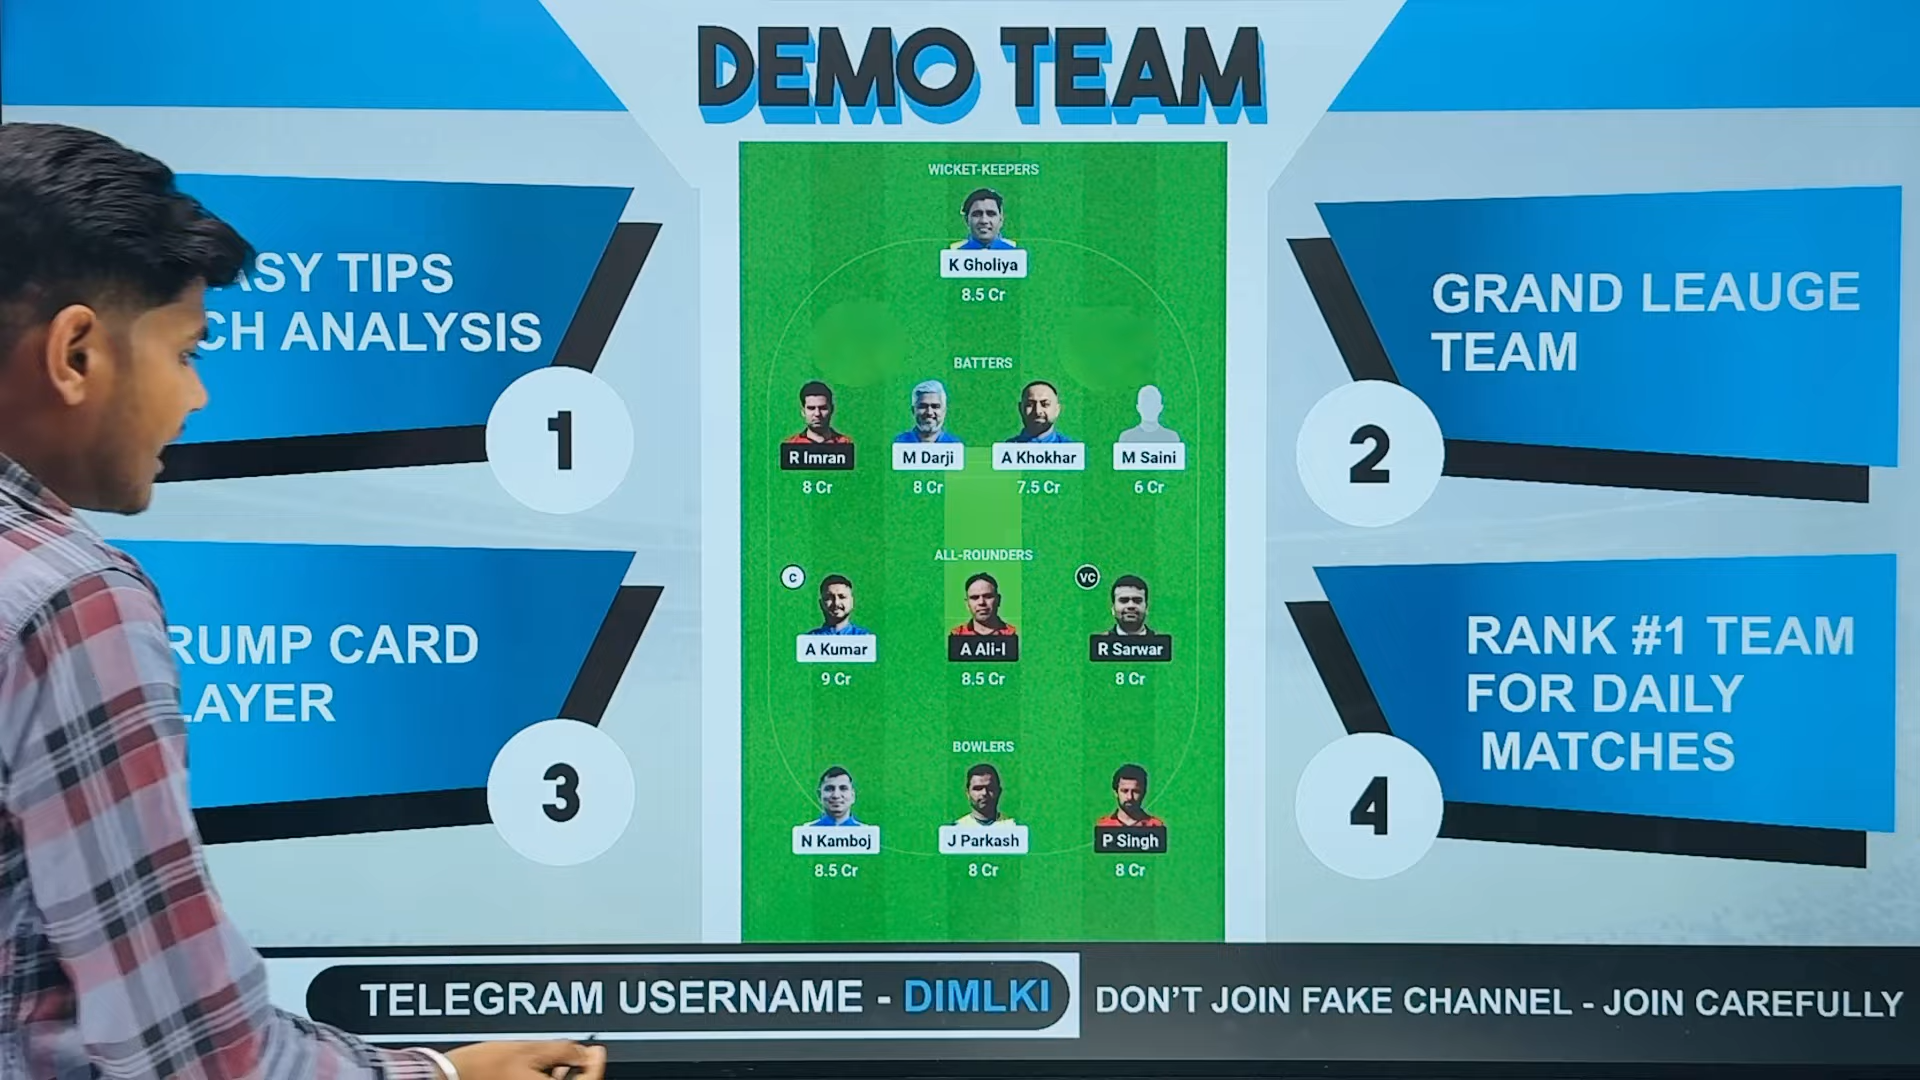 DEMO TEAM
ASY TIPS
CH ANALYSIS
1
GRAND LEAUGE
TEAM
2
RUMP CARD
LAYER
3
RANK #1 TEAM
FOR DAILY
MATCHES
4
WICKET-KEEPERS
K Gholiya
8.5 Cr
BATTERS
R Imran
M Darji
A Khokhar
M Saini
8 Cr
8 Cr
7.5 Cr
6 Cr
ALL-ROUNDERS
C
VC
A Kumar
A Ali-I
R Sarwar
9 Cr
8.5 Cr
8 Cr
BOWLERS
N Kamboj
J Parkash
P Singh
8.5 Cr
8 Cr
8 Cr
TELEGRAM USERNAME - DIMLKI
DON'T JOIN FAKE CHANNEL - JOIN CAREFULLY